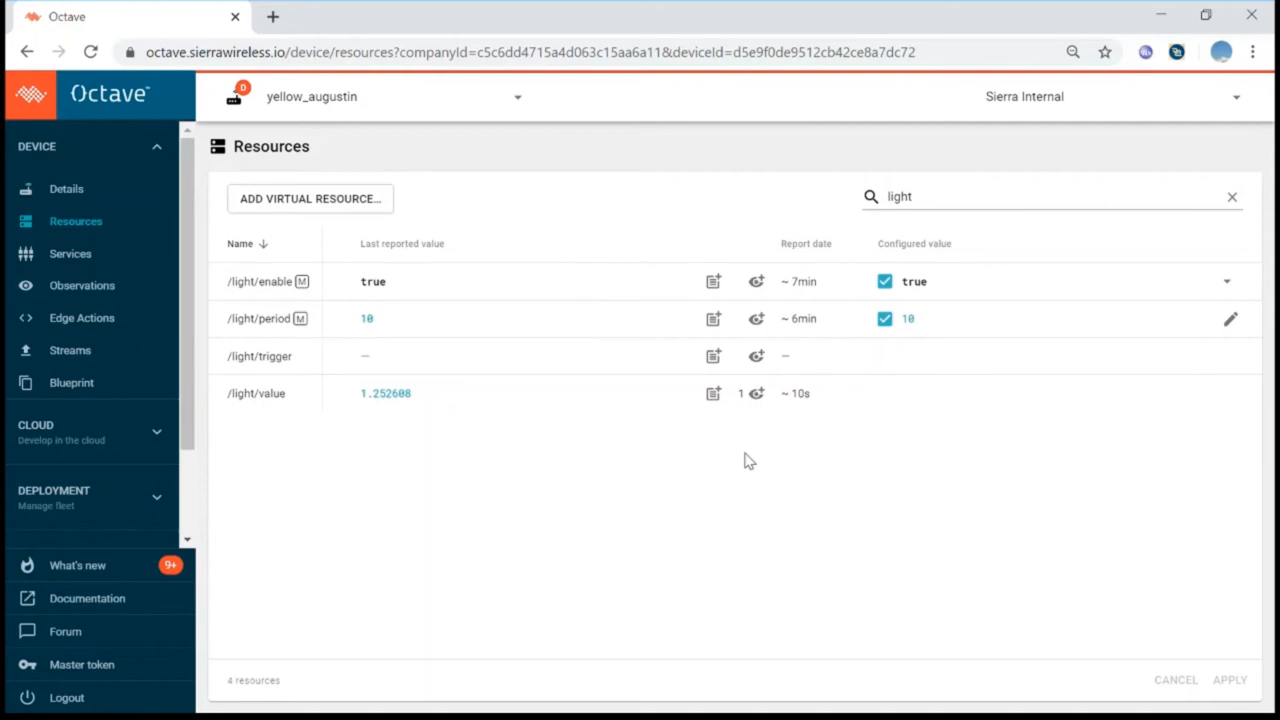 Octave
octave.sierrawireless.io/device/resources?companyId=c5c6dd4715a4d063c15aa6a11&deviceId=d5e9f0de9512cb42ce8a7dc72
Octave™
D
yellow_augustin
Sierra Internal
DEVICE
Details
Resources
Services
Observations
Edge Actions
Streams
Blueprint
CLOUD
Develop in the cloud
DEPLOYMENT
Manage fleet
What's new
9+
Documentation
Forum
Master token
Logout
Resources
ADD VIRTUAL RESOURCE...
light
Name Last reported value Report date Configured value
/light/enable M true ~ 7min true
/light/period M 10 ~ 6min 10
/light/trigger — —
/light/value 1.252608 1 ~ 10s
4 resources
CANCEL APPLY